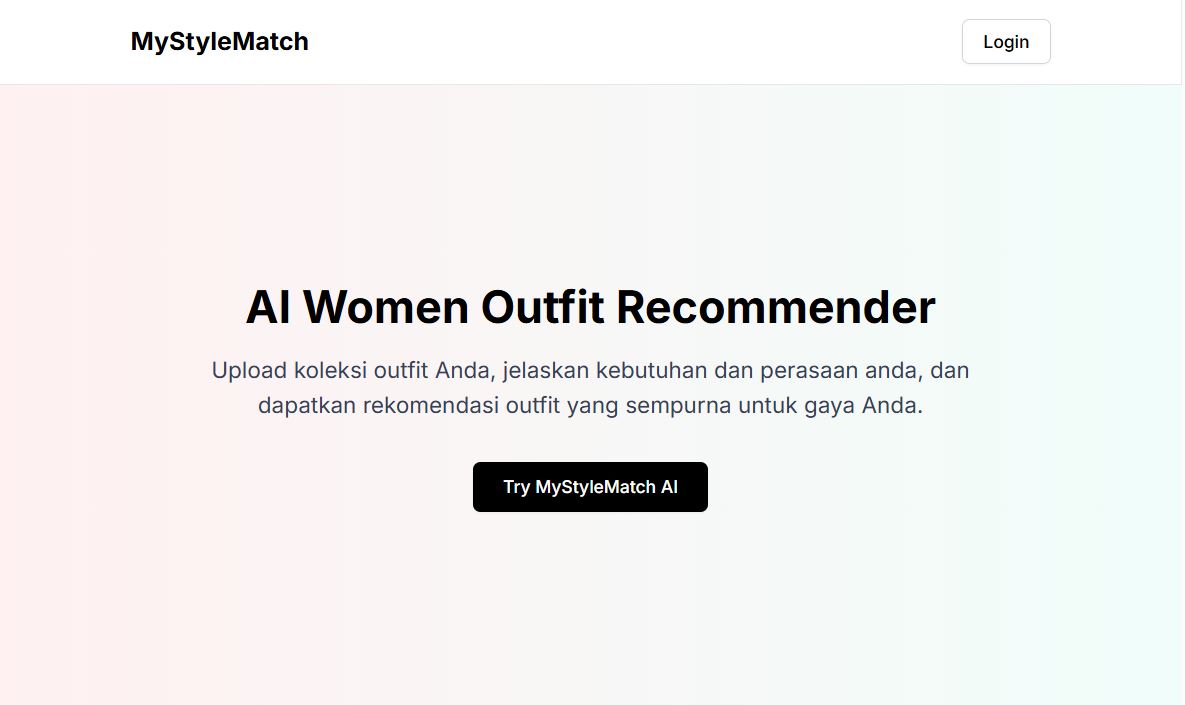 MyStyleMatch
Login
AI Women Outfit Recommender
Upload koleksi outfit Anda, jelaskan kebutuhan dan perasaan anda, dan
dapatkan rekomendasi outfit yang sempurna untuk gaya Anda.
Try MyStyleMatch AI